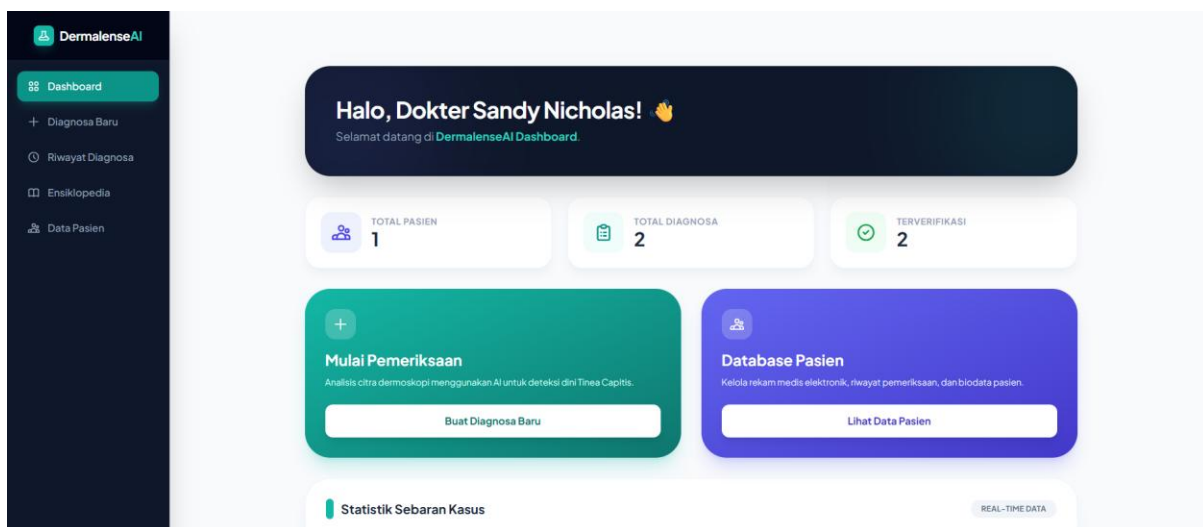 DermalenseAI
Dashboard
Diagnosa Baru
Riwayat Diagnosa
Ensiklopedia
Data Pasien
Halo, Dokter Sandy Nicholas! 👋
Selamat datang di DermalenseAI Dashboard.
TOTAL PASIEN
1
TOTAL DIAGNOSA
2
TERVERIFIKASI
2
Mulai Pemeriksaan
Analisis citra dermoskopi menggunakan AI untuk deteksi dini Tinea Capitis.
Buat Diagnosa Baru
Database Pasien
Kelola rekam medis elektronik, riwayat pemeriksaan, dan biodata pasien.
Lihat Data Pasien
Statistik Sebaran Kasus
REAL-TIME DATA